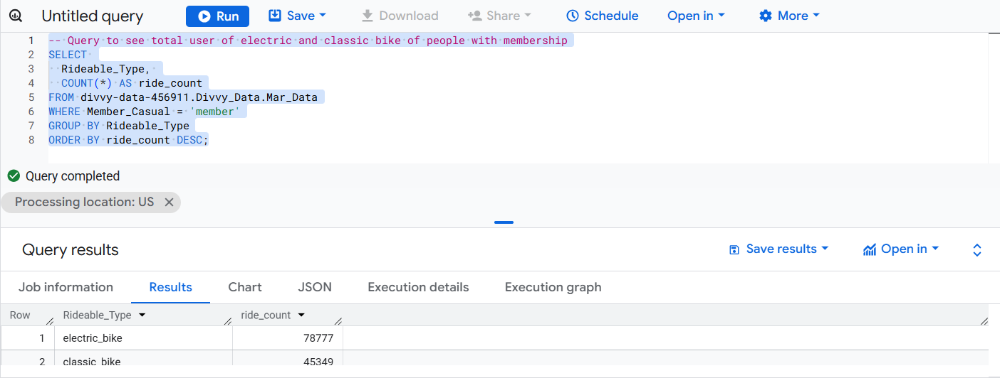 Untitled query Run Save Download Share Schedule Open in More
1 -- Query to see total user of electric and classic bike of people with membership
2 SELECT
3 Rideable_Type,
4 COUNT(*) AS ride_count
5 FROM divvy-data-456911.Divvy_Data.Mar_Data
6 WHERE Member_Casual = 'member'
7 GROUP BY Rideable_Type
8 ORDER BY ride_count DESC;
Query completed
Processing location: US
Query results Save results Open in
Job information Results Chart JSON Execution details Execution graph
Row Rideable_Type ride_count
1 electric_bike 78777
2 classic_bike 45349